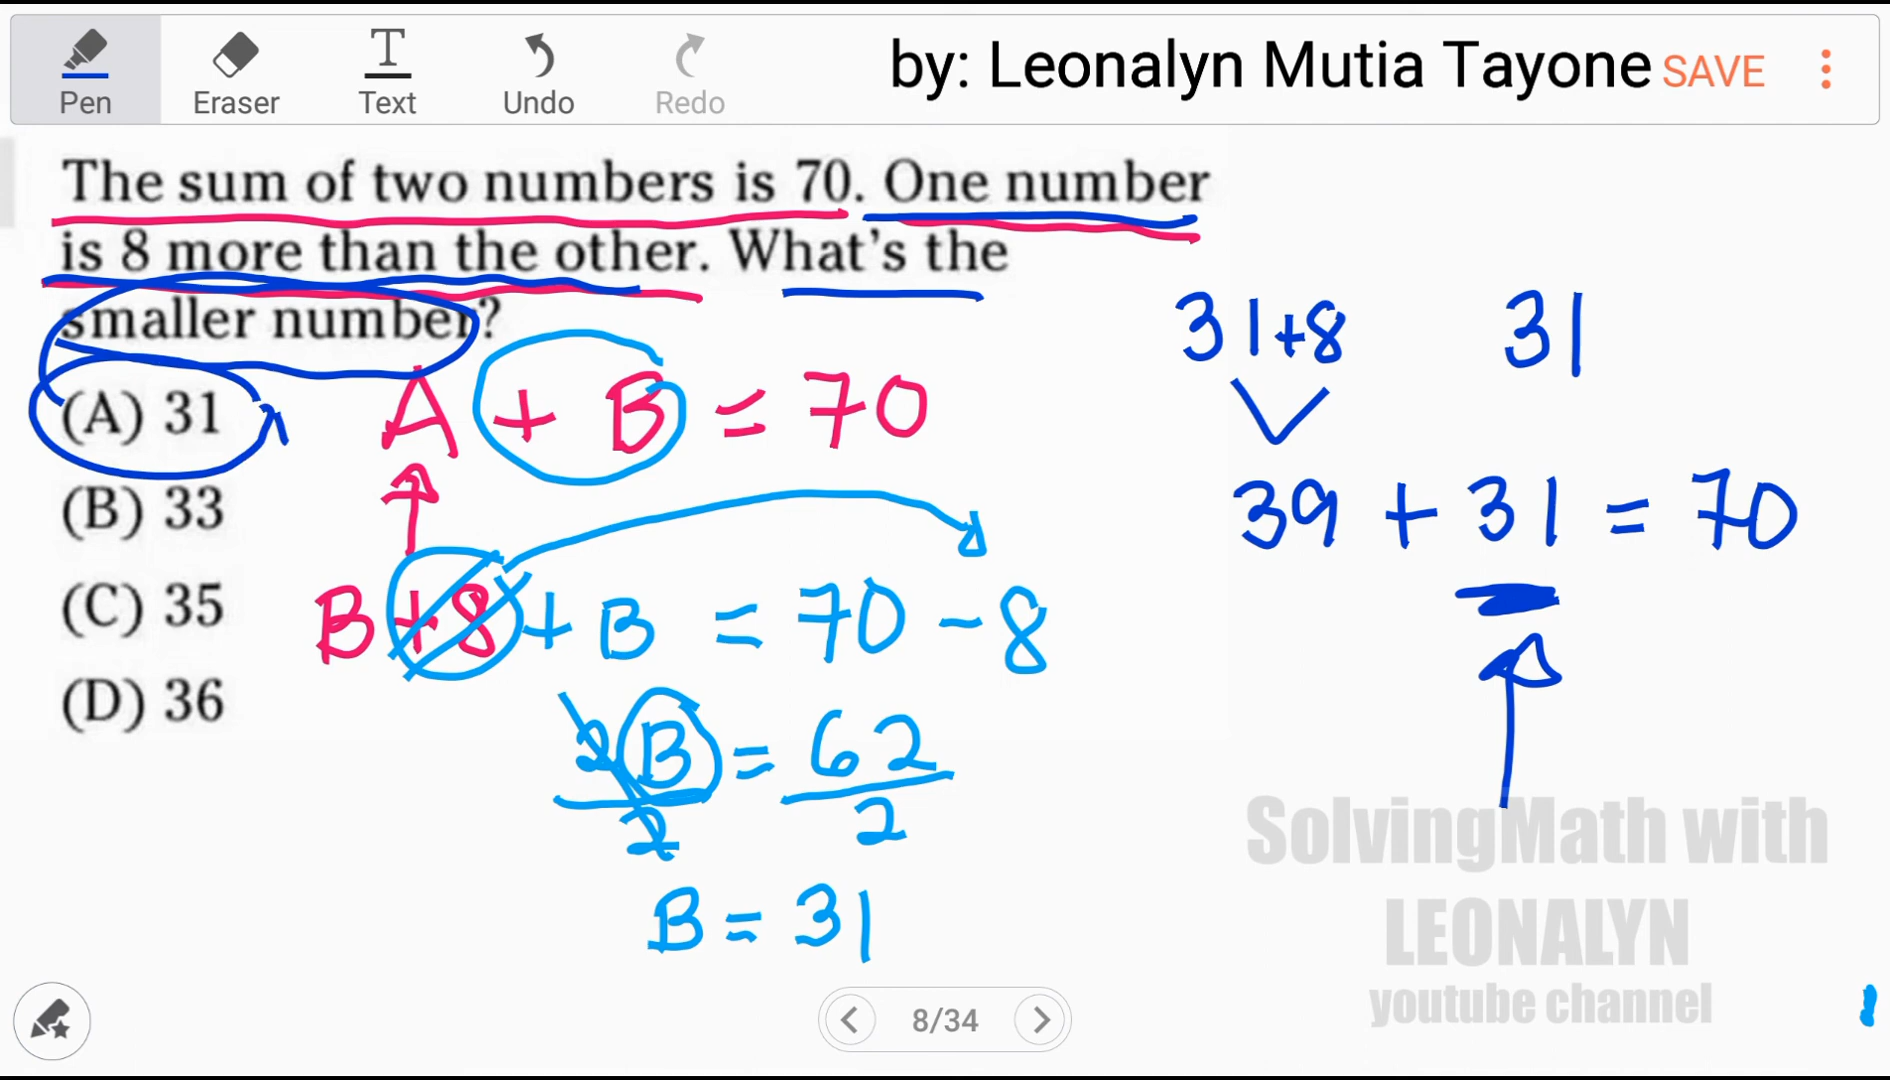 Pen Eraser Text Undo Redo by: Leonalyn Mutia Tayone SAVE
The sum of two numbers is 70. One number
is 8 more than the other. What's the
smaller number?
(A) 31
(B) 33
(C) 35
(D) 36
A + B = 70
B + 8 + B = 70 - 8
2B = 62
2 2
B = 31
31+8 31
39 + 31 = 70
SolvingMath with
LEONALYN
youtube channel
8/34